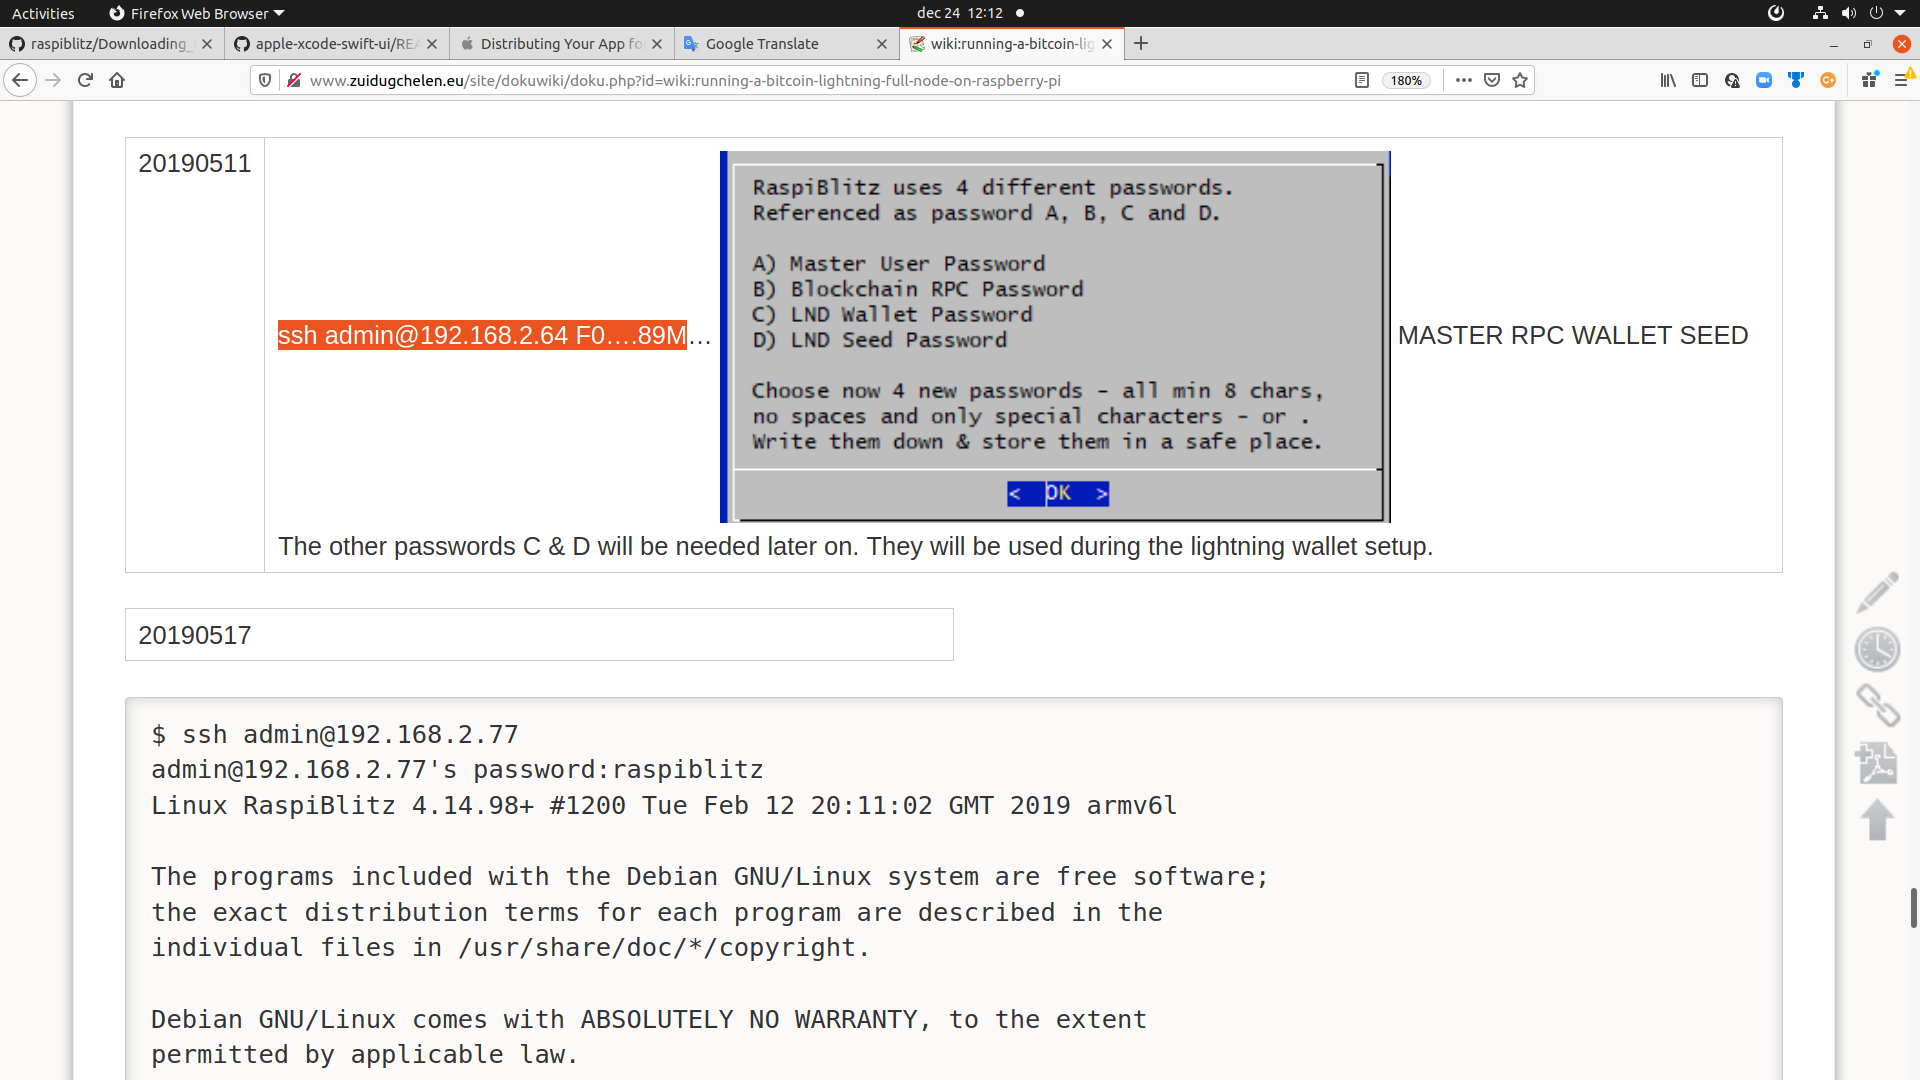 Activities Firefox Web Browser dec 24 12:12
raspiblitz/Downloading_ apple-xcode-swift-ui/REA Distributing Your App fo Google Translate wiki:running-a-bitcoin-lig
www.zuidugchelen.eu/site/dokuwiki/doku.php?id=wiki:running-a-bitcoin-lightning-full-node-on-raspberry-pi 180%
20190511
RaspiBlitz uses 4 different passwords.
Referenced as password A, B, C and D.
A) Master User Password
B) Blockchain RPC Password
C) LND Wallet Password
D) LND Seed Password
Choose now 4 new passwords - all min 8 chars,
no spaces and only special characters - or .
Write them down & store them in a safe place.
< OK >
ssh admin@192.168.2.64 F0….89M…
MASTER RPC WALLET SEED
The other passwords C & D will be needed later on. They will be used during the lightning wallet setup.
20190517
$ ssh admin@192.168.2.77
admin@192.168.2.77's password:raspiblitz
Linux RaspiBlitz 4.14.98+ #1200 Tue Feb 12 20:11:02 GMT 2019 armv6l
The programs included with the Debian GNU/Linux system are free software;
the exact distribution terms for each program are described in the
individual files in /usr/share/doc/*/copyright.
Debian GNU/Linux comes with ABSOLUTELY NO WARRANTY, to the extent
permitted by applicable law.